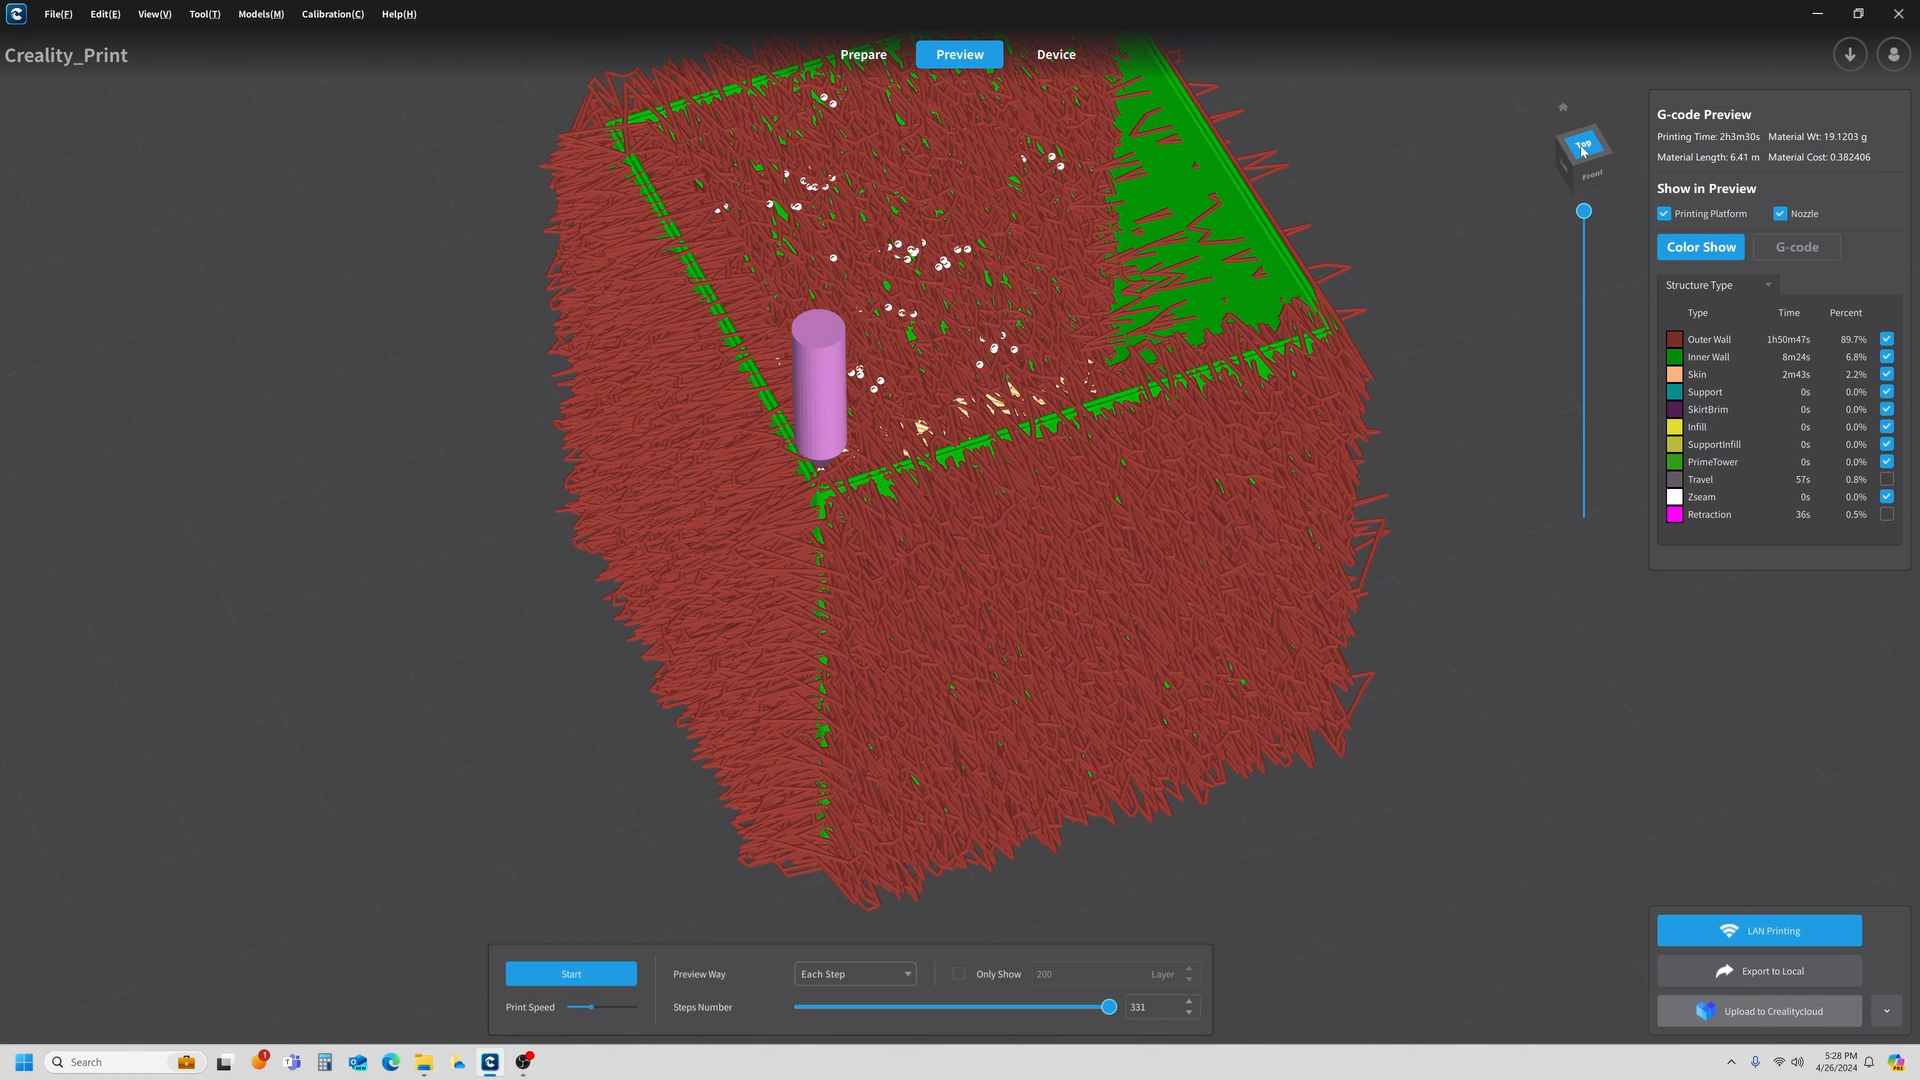 File(F) Edit(E) View(V) Tool(T) Models(M) Calibration(C) Help(H)
Creality_Print
Prepare Preview Device
Top
Front
G-code Preview
Printing Time: 2h3m30s Material Wt: 19.1203 g
Material Length: 6.41 m Material Cost: 0.382406
Show in Preview
Printing Platform Nozzle
Color Show G-code
Structure Type
Type Time Percent
Outer Wall 1h50m47s 89.7%
Inner Wall 8m24s 6.8%
Skin 2m43s 2.2%
Support 0s 0.0%
SkirtBrim 0s 0.0%
Infill 0s 0.0%
SupportInfill 0s 0.0%
PrimeTower 0s 0.0%
Travel 57s 0.8%
Zseam 0s 0.0%
Retraction 36s 0.5%
LAN Printing
Export to Local
Upload to Crealitycloud
Start Preview Way Each Step Only Show 200 Layer
Print Speed Steps Number 331
Search
1
NEW
5:28 PM
4/26/2024
PRE